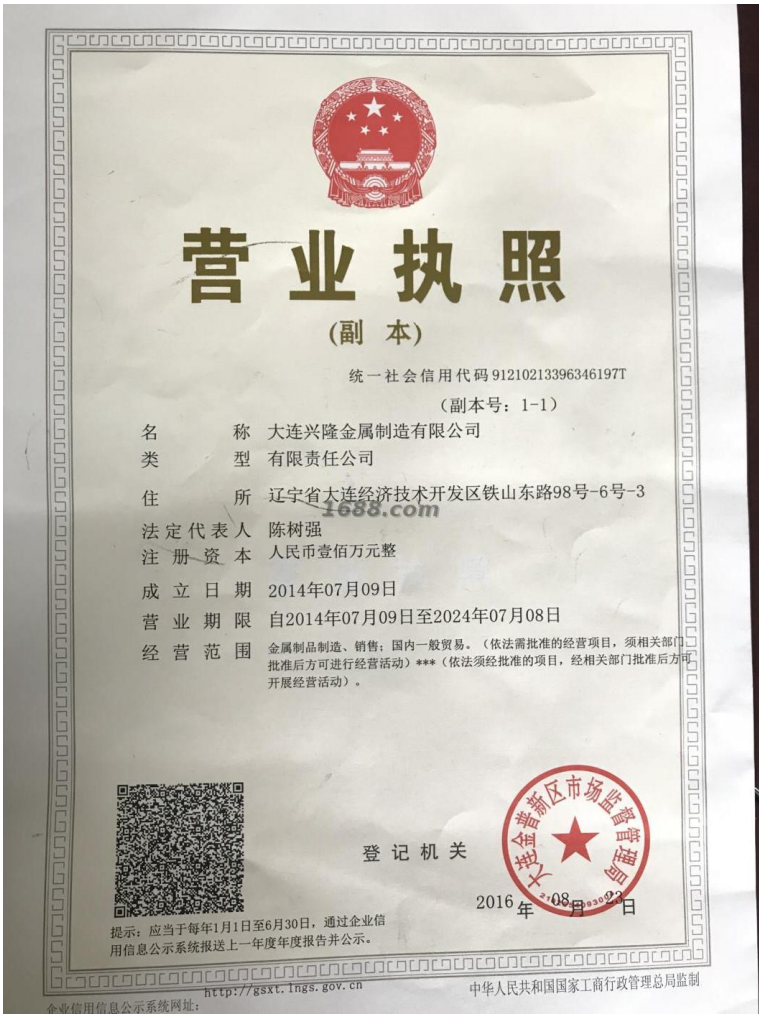 营业执照
(副 本)
统一社会信用代码 91210213396346197T
（副本号：1-1）
名 称 大连兴隆金属制造有限公司
类 型 有限责任公司
住 所 辽宁省大连经济技术开发区铁山东路98号-6号-3
1688.com
法定代表人 陈树强
注册资本 人民币壹佰万元整
成立日期 2014年07月09日
营业期限 自2014年07月09日至2024年07月08日
经营范围 金属制品制造、销售；国内一般贸易。（依法需批准的经营项目，须相关部门
批准后方可进行经营活动）***（依法须经批准的项目，经相关部门批准后方可
开展经营活动）。
大连金普新区市场监督管理局
登记机关
2016年08月23日
提示：应当于每年1月1日至6月30日，通过企业信
用信息公示系统报送上一年度年度报告并公示。
http://gsxt.lngs.gov.cn
企业信用信息公示系统网址：
中华人民共和国国家工商行政管理总局监制